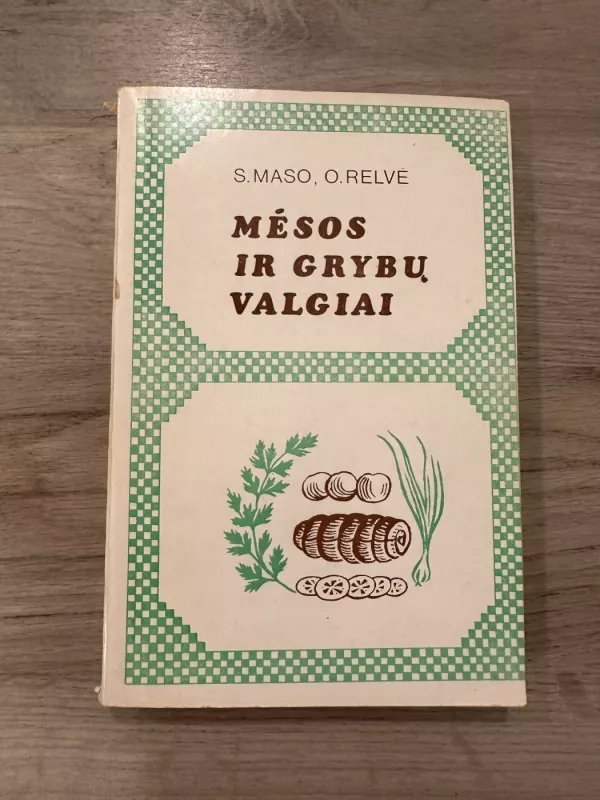 S. MASO, O. RELVĖ
MĖSOS
IR GRYBŲ
VALGIAI